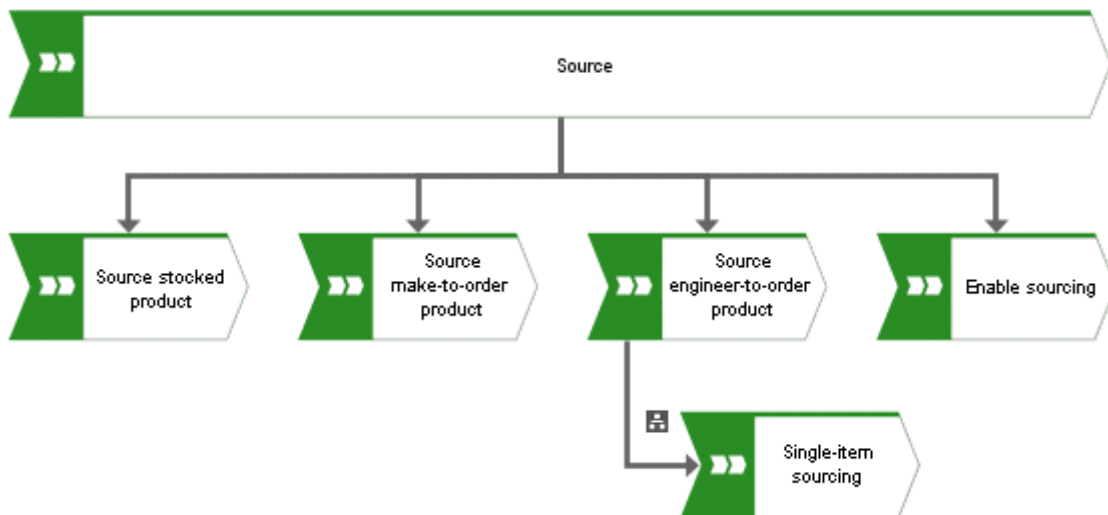 Source
Source stocked
product
Source
make-to-order
product
Source
engineer-to-order
product
Enable sourcing
Single-item
sourcing